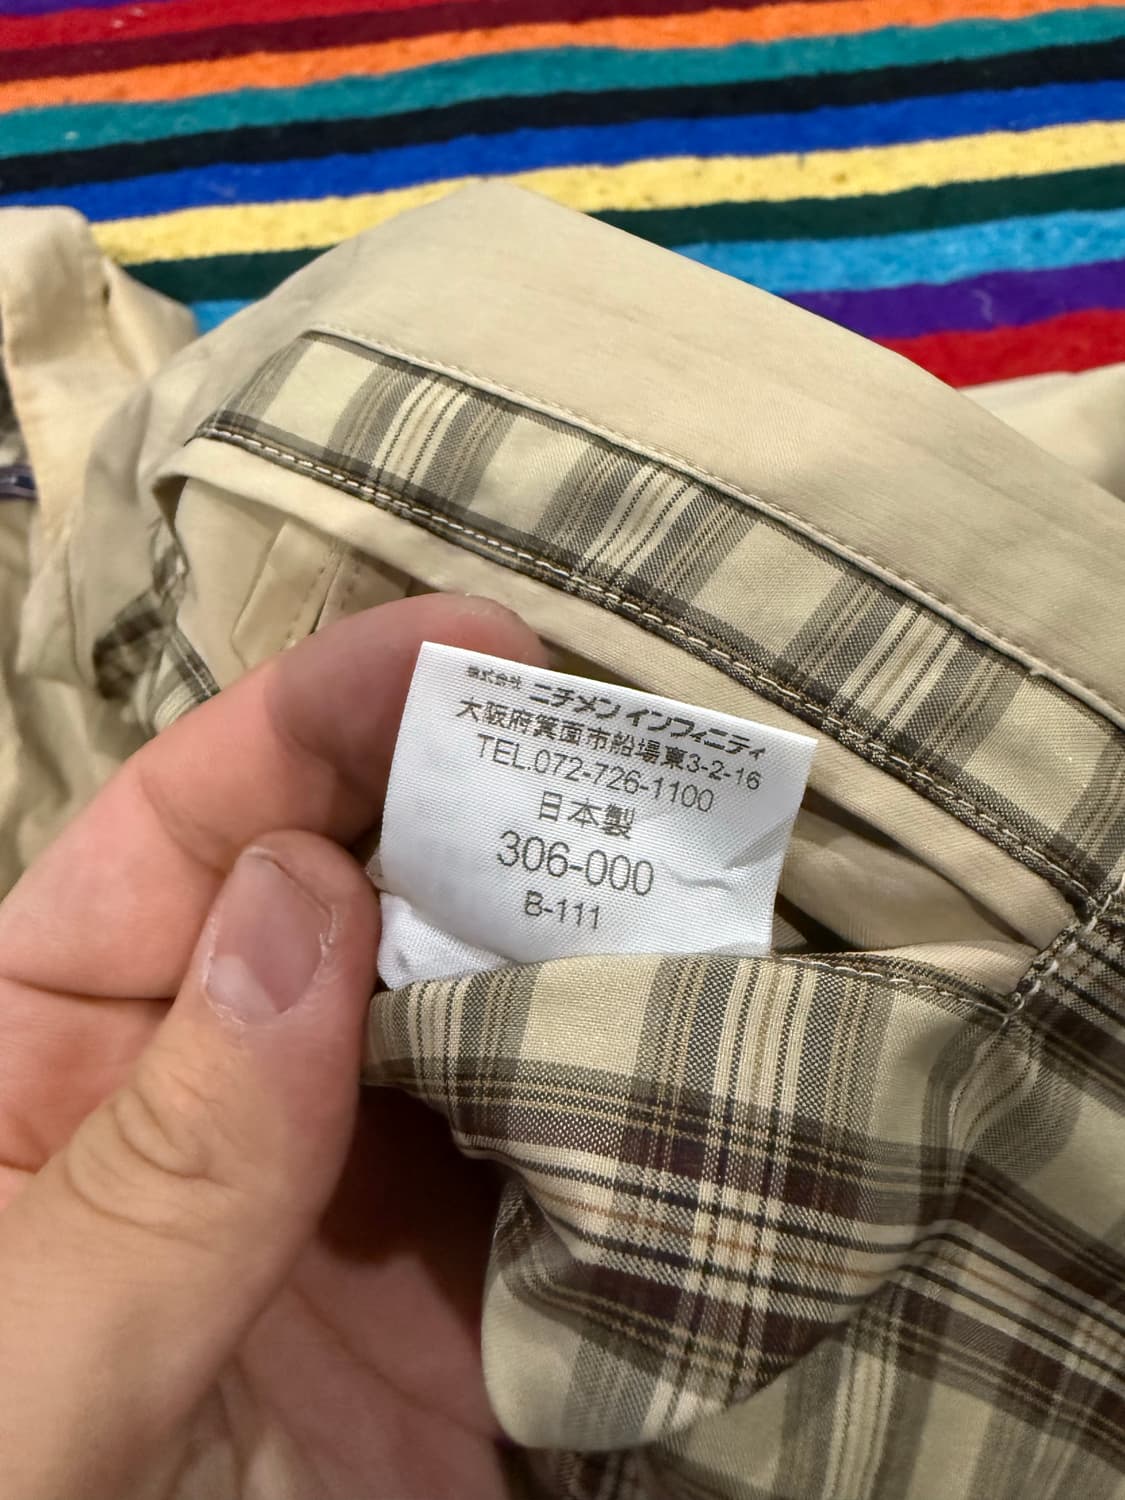 株式会社 ニチメン インフィニティ
大阪府箕面市船場東3-2-16
TEL.072-726-1100
日本製
306-000
B-111